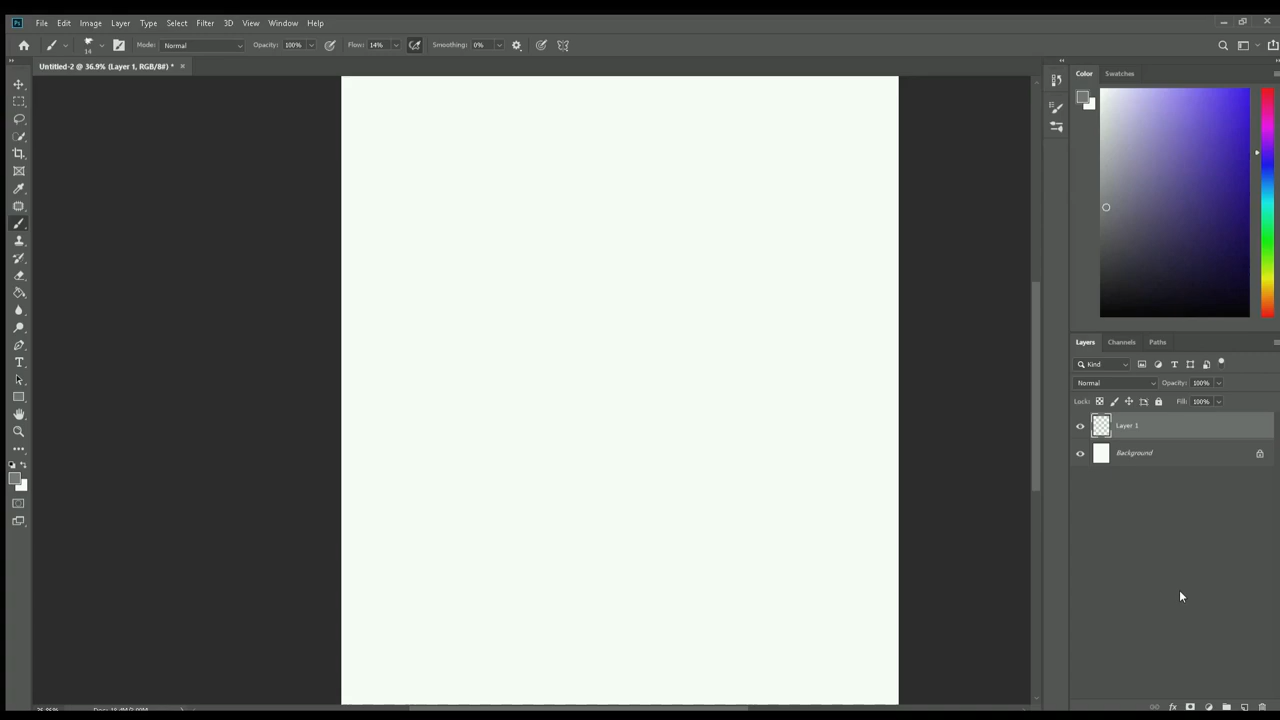 Ps File Edit Image Layer Type Select Filter 3D View Window Help
14 Mode: Normal Opacity: 100% Flow: 14% Smoothing: 0%
Untitled-2 @ 36.9% (Layer 1, RGB/8#) * ×
Color Swatches
Layers Channels Paths
Kind
Normal Opacity: 100%
Lock: Fill: 100%
Layer 1
Background